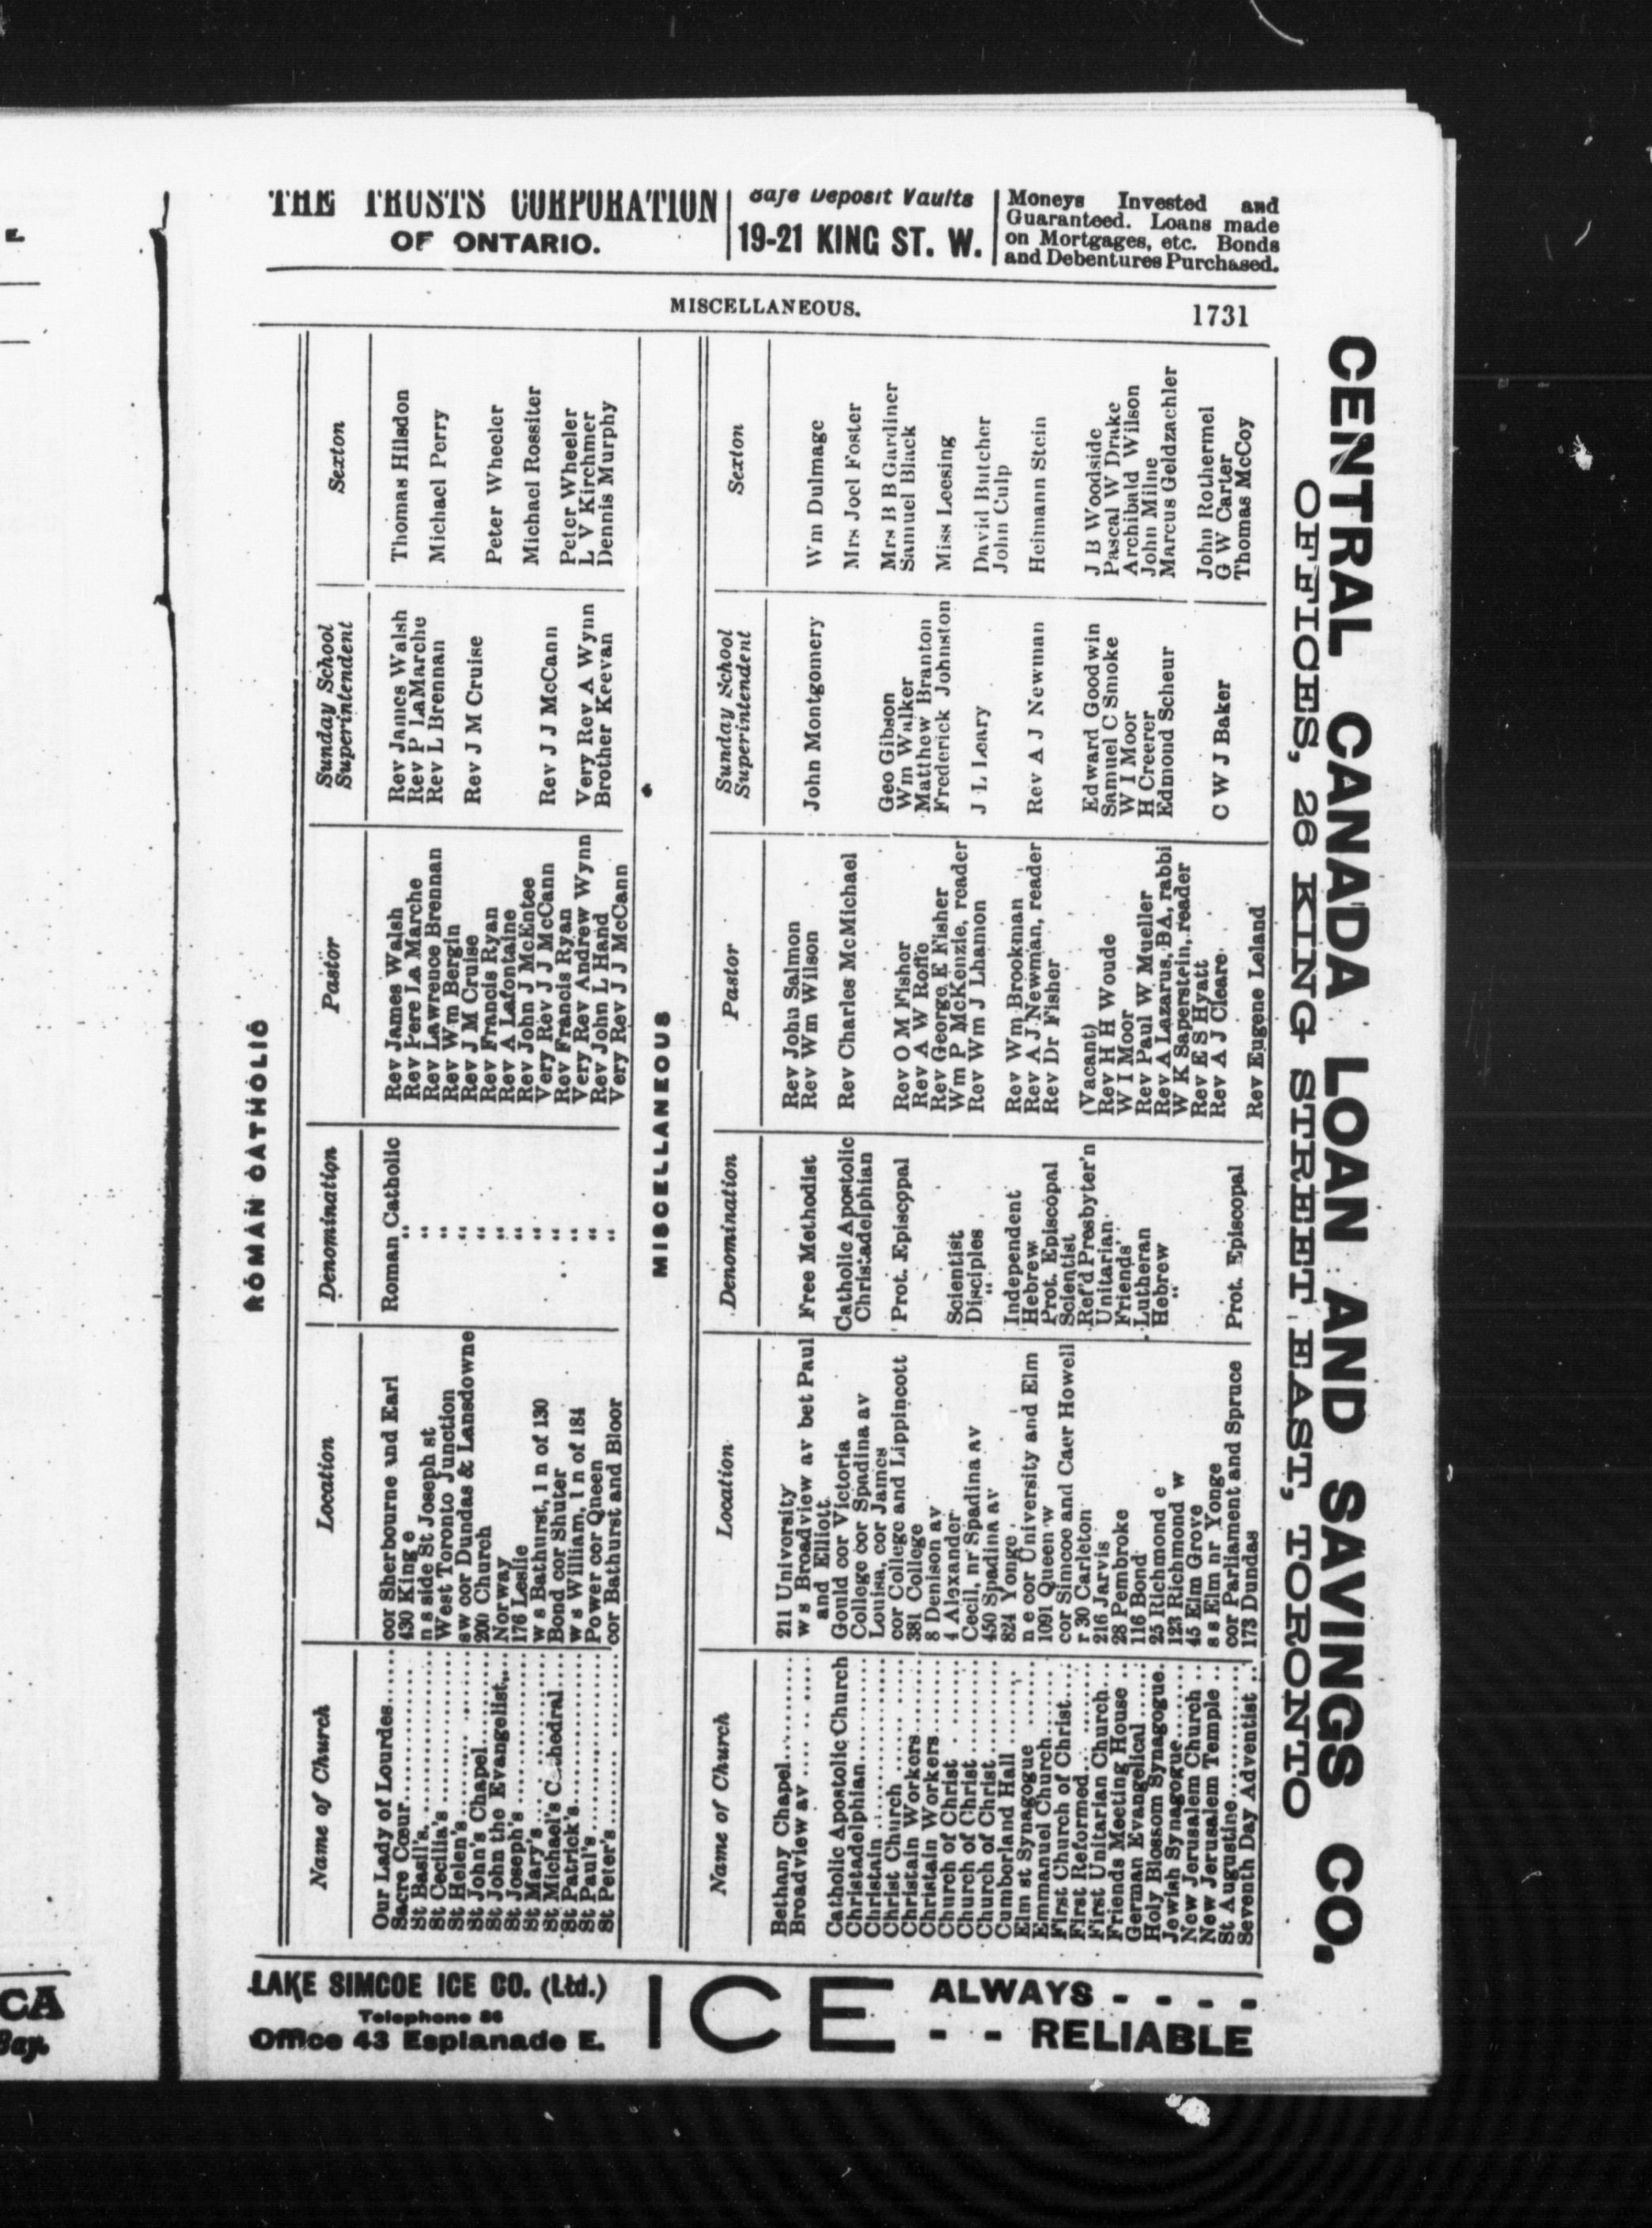 THE TRUSTS CORPORATION
OF ONTARIO.
Safe Deposit Vaults
19-21 KING ST. W.
Moneys Invested and
Guaranteed. Loans made
on Mortgages, etc. Bonds
and Debentures Purchased.
MISCELLANEOUS. 1731
ROMAN CATHOLIC
Name of Church Location Denomination Pastor Sunday School Superintendent Sexton
Our Lady of Lourdes...... cor Sherbourne und Earl Roman Catholic Rev James Walsh Rev James Walsh Thomas Hilsdon
Sacre Cœur.............. 430 King e " Rev Pere La Marche Rev P LaMarche
St Basil's.............. n s side St Joseph st " Rev Lawrence Brennan Rev L Brennan Michael Perry
St Cecilia's.............. West Toronto Junction " Rev Wm Bergin
St Helen's.............. s w cor Dundas & Lansdowne " Rev J M Cruise Rev J M Cruise
St John's Chapel......... 200 Church " Rev Francis Ryan Peter Wheeler
St John the Evangelist.... Norway " Rev A Lafontaine
St Joseph's.............. 176 Leslie " Rev John J McEntee Michael Rossiter
St Mary's.............. w s Bathurst, 1 n of 130 " Very Rev J J McCann Rev J J McCann
St Michael's Cathedral.... Bond cor Shuter " Rev Francis Ryan Peter Wheeler
St Patrick's.............. w s William, 1 n of 184 " Very Rev Andrew Wynn Very Rev A Wynn L V Kirchmer
St Paul's.............. Power cor Queen " Rev John L Hand Brother Keevan Dennis Murphy
St Peter's.............. cor Bathurst and Bloor " Very Rev J J McCann
MISCELLANEOUS
Name of Church Location Denomination Pastor Sunday School Superintendent Sexton
Bethany Chapel........... 211 University Rev John Salmon
Broadview av ........... w s Broadview av bet Paul Free Methodist Rev Wm Wilson John Montgomery Wm Dulmage
and Elliott
Catholic Apostolic Church Gould cor Victoria Catholic Apostolic Rev Charles McMichael Mrs Joel Foster
Christadelphian........... College cor Spadina av Christadelphian
Christain .............. Louisa, cor James Geo Gibson Mrs B B Gardiner
Christ Church ........... cor College and Lippincott Prot. Episcopal Rev O M Fisher Wm Walker Samuel Black
Christain Workors........ 381 College Rev A W Roffe Matthew Branton
Christain Workers........ 8 Denison av Rev George E Fisher Frederick Johnston Miss Leesing
Church of Christ ........ 4 Alexander Scientist Wm P McKenzie, reader
Church of Christ ........ Cecil, nr Spadina av Disciples Rev Wm J Lhamon J L Leary David Butcher
Church of Christ......... 450 Spadina av " John Culp
Cumborland Hall ........ 824 Yonge Independent Rev Wm Brookman
Elm st Synagogue ....... n e cor University and Elm Hebrew Rev A J Newman, reader Rev A J Newman Heimann Stein
Emmanuel Church....... 1091 Queen w Prot. Episcopal Rev Dr Fisher
First Church of Christ.... cor Simcoe and Caer Howell Scientist
First Reformed.......... r 30 Carleton Ref'd Presbyter'n (Vacant) Edward Goodwin J B Woodside
First Unitarian Church.. 216 Jarvis Unitarian Rev H H Woude Samuel C Smoke Pascal W Drake
Friends Meeting House .. 28 Pembroke Friends' W I Moor W I Moor Archibald Wilson
German Evangelical ..... 116 Bond Lutheran Rev Paul W Mueller H Creerer John Milne
Holy Blossom Synagogue. 25 Richmond e Hebrew Rev A Lazarus, BA, rabbi Edmond Scheur Marcus Geldzachler
Jewish Synagogue........ 123 Richmond w " W K Saperstein, reader
New Jerusalem Church .. 45 Elm Grove Rev E S Hyatt John Rothermel
New Jerusalem Temple .. s s Elm nr Yonge Rev A J Cleare C W J Baker G W Carter
St Augustine............ cor Parliament and Spruce Prot. Episcopal Thomas McCoy
Seventh Day Adventist .. 173 Dundas Rev Eugene Leland
CENTRAL CANADA LOAN AND SAVINGS CO.
OFFICES, 26 KING STREET EAST, TORONTO
LAKE SIMCOE ICE CO. (Ltd.)
Telephone 86
Office 43 Esplanade E.
ICE
ALWAYS - - - -
- - RELIABLE
E.
CA
Bay.